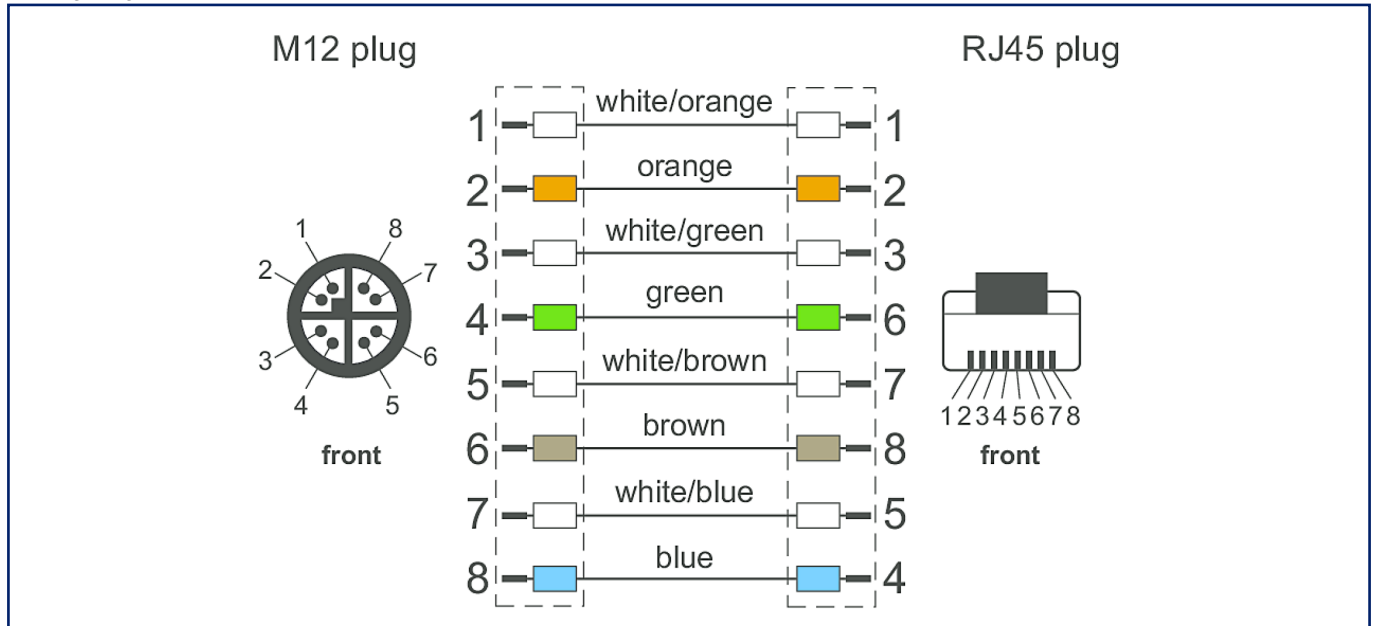 M12 plug
RJ45 plug
1 white/orange 1
2 orange 2
3 white/green 3
4 green 6
5 white/brown 7
6 brown 8
7 white/blue 5
8 blue 4
1 8
2 7
3 6
4 5
front
12345678
front